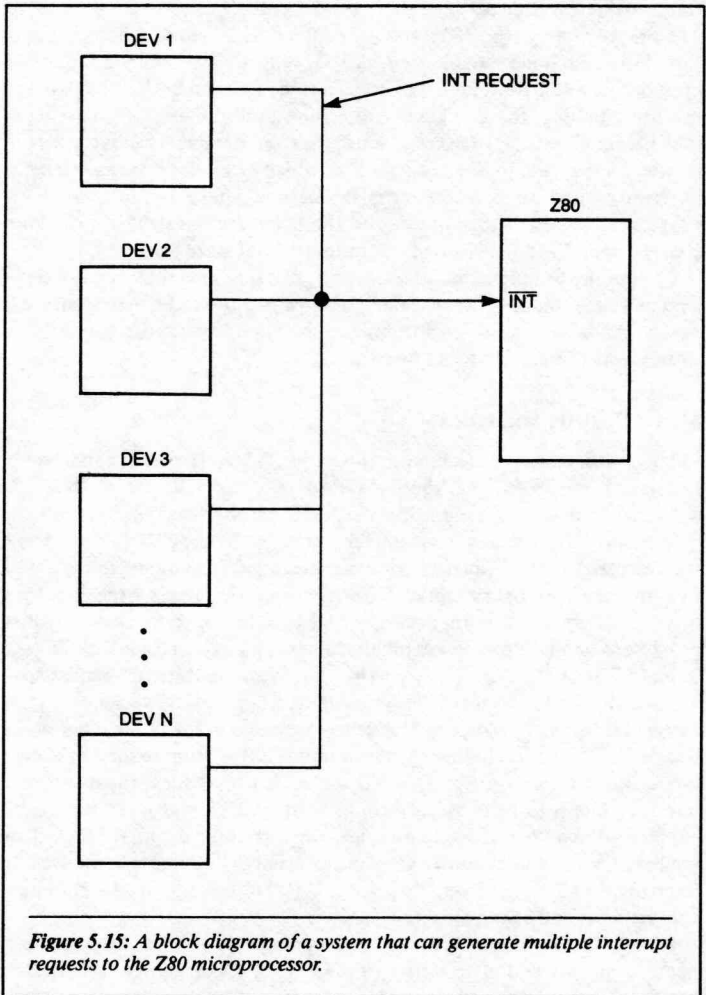 DEV 1
INT REQUEST
Z80
DEV 2
I̅N̅T̅
DEV 3
DEV N
Figure 5.15: A block diagram of a system that can generate multiple interrupt
requests to the Z80 microprocessor.